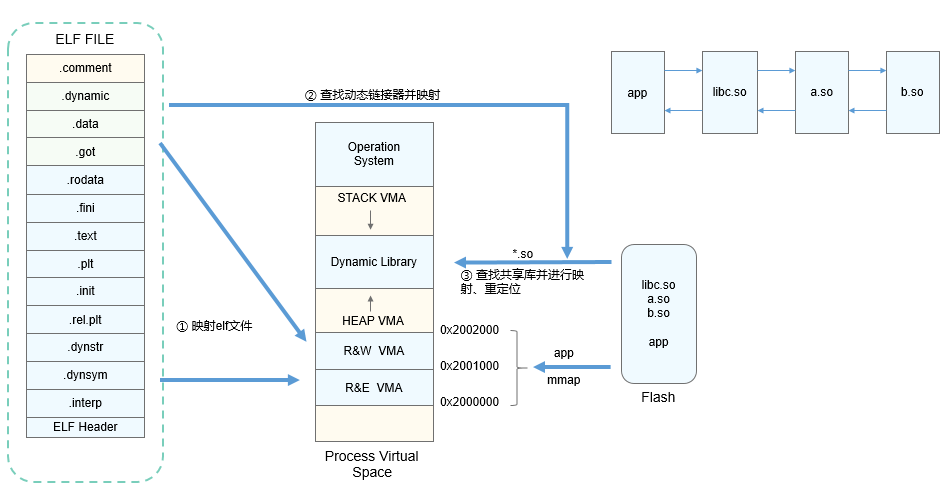 ELF FILE
.comment
.dynamic
.data
.got
.rodata
.fini
.text
.plt
.init
.rel.plt
.dynstr
.dynsym
.interp
ELF Header
① 映射elf文件
② 查找动态链接器并映射
Operation
System
STACK VMA
Dynamic Library
HEAP VMA
R&W VMA
R&E VMA
Process Virtual
Space
*.so
③ 查找共享库并进行映
射、重定位
0x2002000
0x2001000
0x2000000
app
mmap
libc.so
a.so
b.so
app
Flash
app
libc.so
a.so
b.so